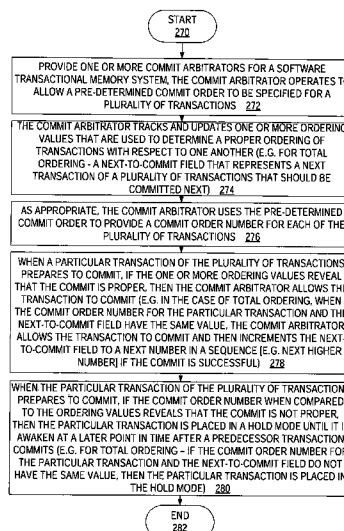 START
270
PROVIDE ONE OR MORE COMMIT ARBITRATORS FOR A SOFTWARE
TRANSACTIONAL MEMORY SYSTEM, THE COMMIT ARBITRATOR OPERATES T
ALLOW A PRE-DETERMINED COMMIT ORDER TO BE SPECIFIED FOR A
PLURALITY OF TRANSACTIONS 272
THE COMMIT ARBITRATOR TRACKS AND UPDATES ONE OR MORE ORDERING
VALUES THAT ARE USED TO DETERMINE A PROPER ORDERING OF
TRANSACTIONS WITH RESPECT TO ONE ANOTHER (E.G. FOR TOTAL
ORDERING - A NEXT-TO-COMMIT FIELD THAT REPRESENTS A NEXT
TRANSACTION OF A PLURALITY OF TRANSACTIONS THAT SHOULD BE
COMMITTED NEXT) 274
AS APPROPRIATE, THE COMMIT ARBITRATOR USES THE PRE-DETERMINED
COMMIT ORDER TO PROVIDE A COMMIT ORDER NUMBER FOR EACH OF THE
PLURALITY OF TRANSACTIONS 276
WHEN A PARTICULAR TRANSACTION OF THE PLURALITY OF TRANSACTIONS
PREPARES TO COMMIT, IF THE ONE OR MORE ORDERING VALUES REVEAL
THAT THE COMMIT IS PROPER, THEN THE COMMIT ARBITRATOR ALLOWS THE
TRANSACTION TO COMMIT (E.G. IN THE CASE OF TOTAL ORDERING, WHEN
THE COMMIT ORDER NUMBER FOR THE PARTICULAR TRANSACTION AND THE
NEXT-TO-COMMIT FIELD HAVE THE SAME VALUE, THE COMMIT ARBITRATOR
ALLOWS THE TRANSACTION TO COMMIT AND THEN INCREMENTS THE NEXT-
TO-COMMIT FIELD TO A NEXT NUMBER IN A SEQUENCE [E.G. NEXT HIGHER
NUMBER] IF THE COMMIT IS SUCCESSFUL) 278
WHEN THE PARTICULAR TRANSACTION OF THE PLURALITY OF TRANSACTION
PREPARES TO COMMIT, IF THE COMMIT ORDER NUMBER WHEN COMPARED
TO THE ORDERING VALUES REVEALS THAT THE COMMIT IS NOT PROPER,
THEN THE PARTICULAR TRANSACTION IS PLACED IN A HOLD MODE UNTIL IT I
AWAKEN AT A LATER POINT IN TIME AFTER A PREDECESSOR TRANSACTION
COMMITS (E.G. FOR TOTAL ORDERING – IF THE COMMIT ORDER NUMBER FOR
THE PARTICULAR TRANSACTION AND THE NEXT-TO-COMMIT FIELD DO NOT
HAVE THE SAME VALUE, THEN THE PARTICULAR TRANSACTION IS PLACED IN
THE HOLD MODE) 280
END
282